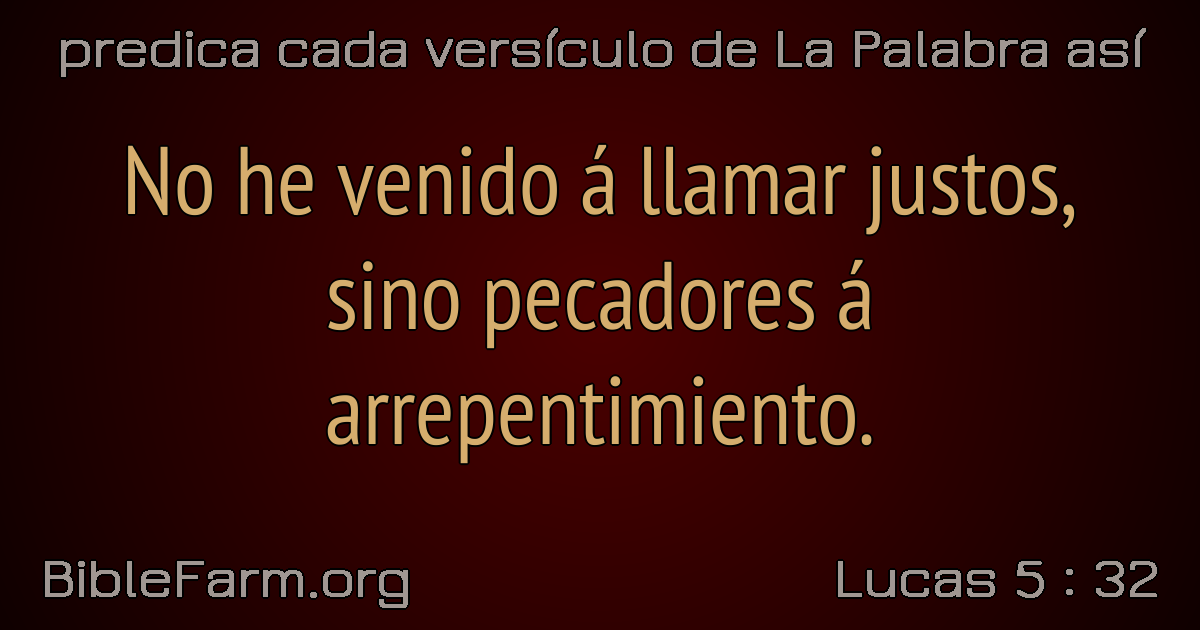 predica cada versículo de La Palabra así
No he venido á llamar justos,
sino pecadores á
arrepentimiento.
BibleFarm.org
Lucas 5 : 32